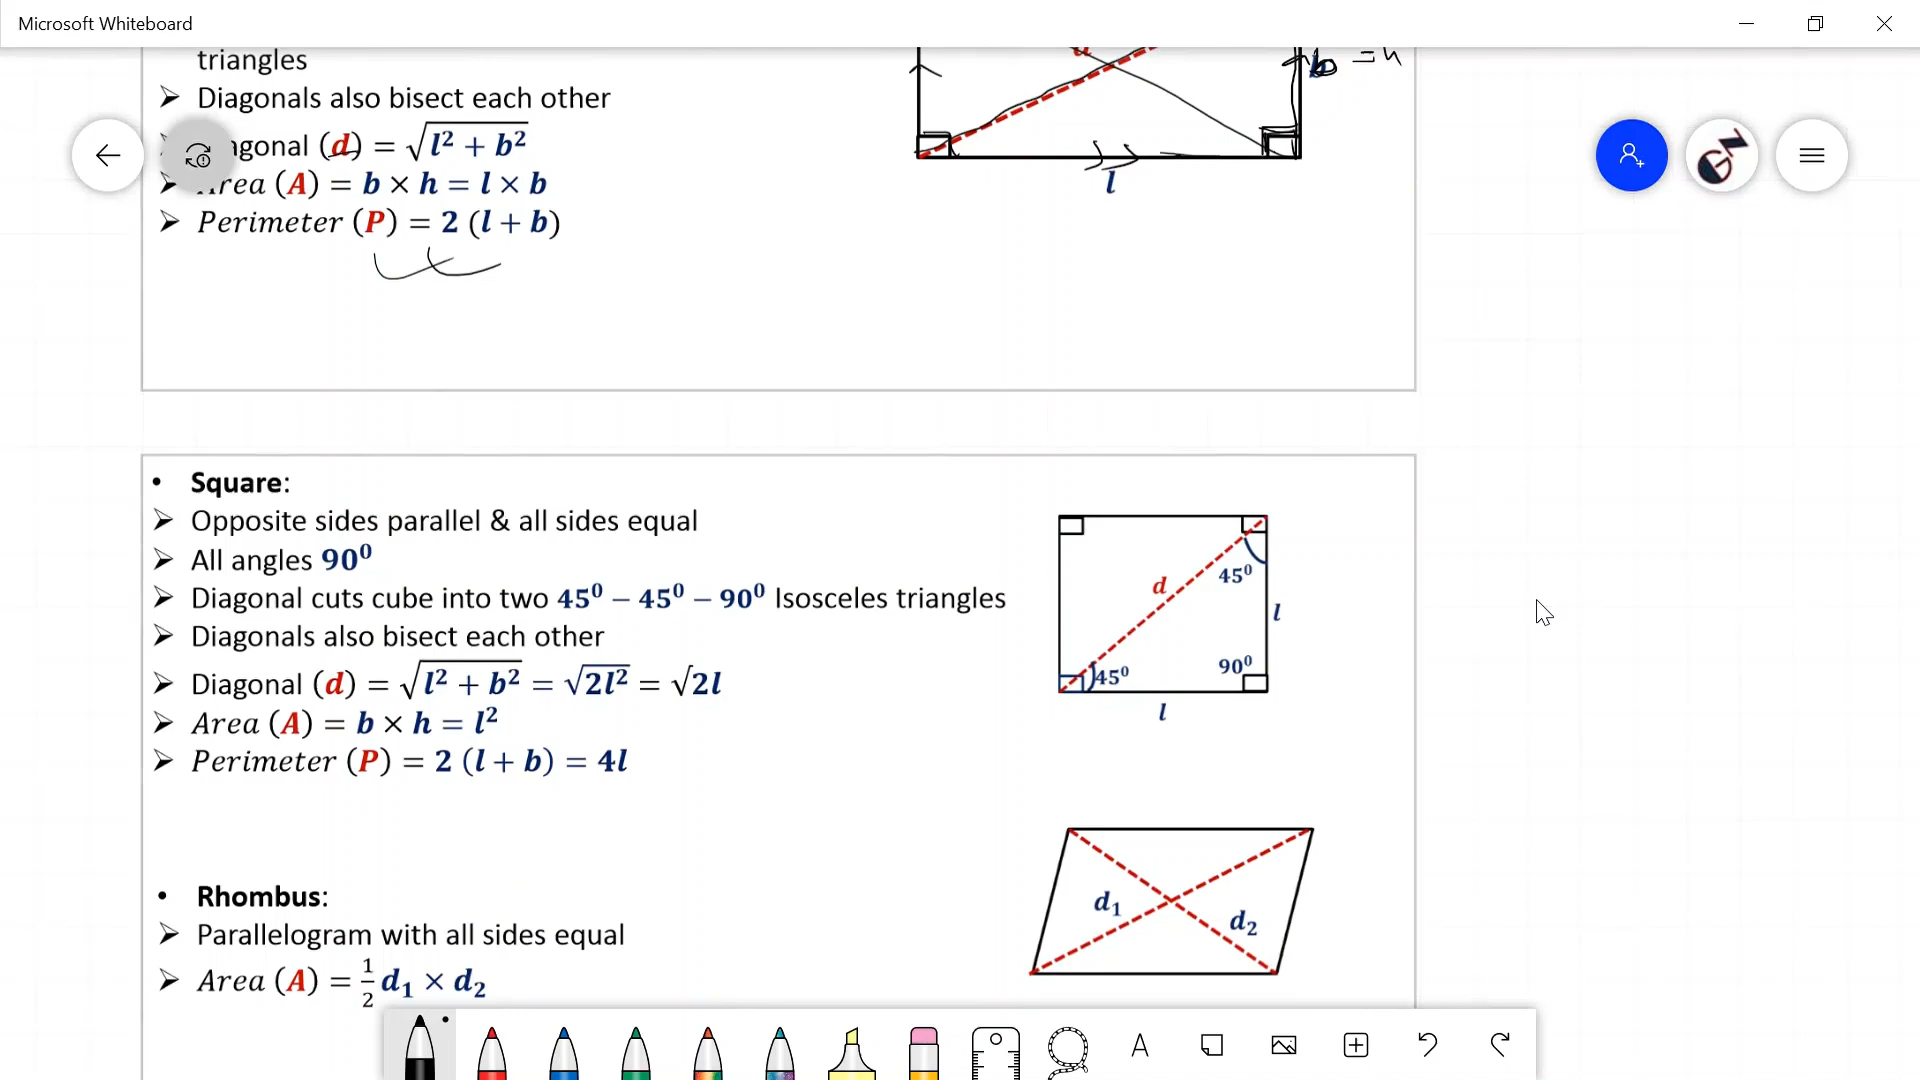 Microsoft Whiteboard
triangles
➢ Diagonals also bisect each other
gonal (d) = √(l² + b²)
➢ Area (A) = b × h = l × b
➢ Perimeter (P) = 2 (l + b)
b = h
l
• Square:
➢ Opposite sides parallel & all sides equal
➢ All angles 90⁰
➢ Diagonal cuts cube into two 45⁰ – 45⁰ – 90⁰ Isosceles triangles
➢ Diagonals also bisect each other
➢ Diagonal (d) = √(l² + b²) = √(2l²) = √2l
➢ Area (A) = b × h = l²
➢ Perimeter (P) = 2 (l + b) = 4l
d
45⁰
l
90⁰
45⁰
l
• Rhombus:
➢ Parallelogram with all sides equal
➢ Area (A) = 1/2 d₁ × d₂
d₁
d₂